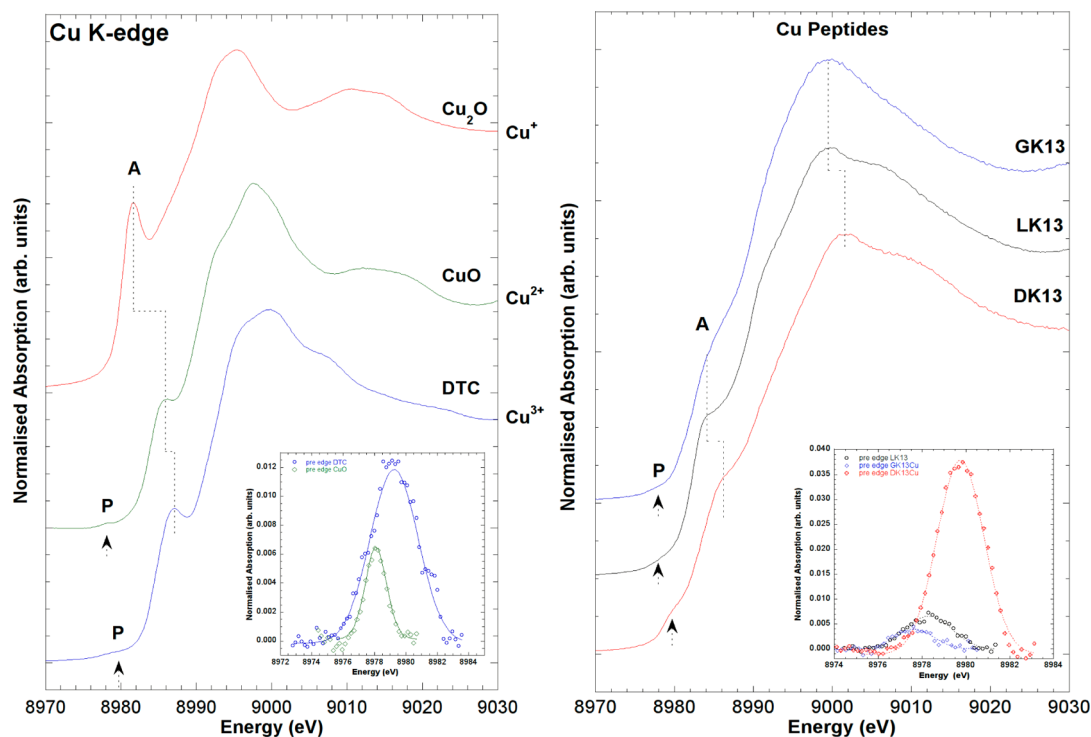 Cu K-edge
Cu2O
Cu+
A
CuO
Cu2+
DTC
Cu3+
P
P
Normalised Absorption (arb. units)
pre edge DTC
pre edge CuO
0.012
0.010
0.008
0.006
0.004
0.002
0.000
Normalised Absorption (arb. units)
8972 8974 8976 8978 8980 8982 8984
Energy (eV)
8970 8980 8990 9000 9010 9020 9030
Energy (eV)
Cu Peptides
GK13
LK13
DK13
A
P
P
P
Normalised Absorption (arb. units)
pre edge LK13
pre edge GK13Cu
pre edge DK13Cu
0.040
0.035
0.030
0.025
0.020
0.015
0.010
0.005
0.000
Normalised Absorption (arb. units)
8974 8976 8978 8980 8982 8984
Energy (eV)
8970 8980 8990 9000 9010 9020 9030
Energy (eV)